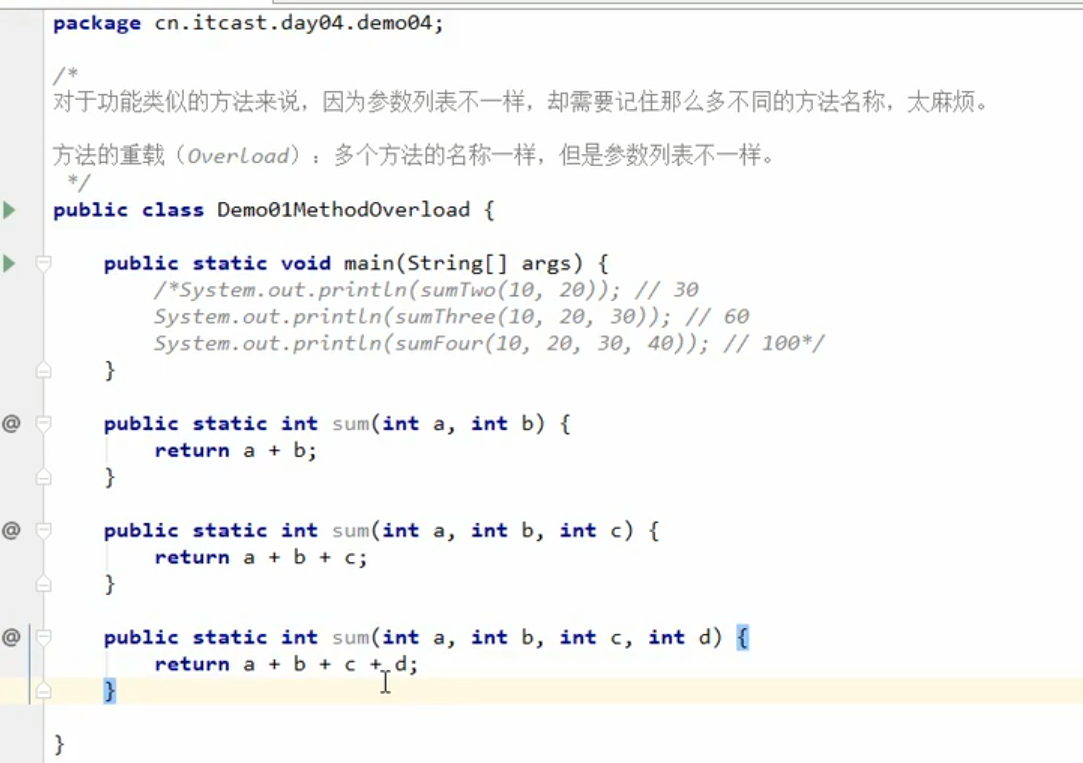 package cn.itcast.day04.demo04;
/*
对于功能类似的方法来说，因为参数列表不一样，却需要记住那么多不同的方法名称，太麻烦。
方法的重载（Overload）：多个方法的名称一样，但是参数列表不一样。
*/
public class Demo01MethodOverload {
public static void main(String[] args) {
/*System.out.println(sumTwo(10, 20)); // 30
System.out.println(sumThree(10, 20, 30)); // 60
System.out.println(sumFour(10, 20, 30, 40)); // 100*/
}
@ public static int sum(int a, int b) {
return a + b;
}
@ public static int sum(int a, int b, int c) {
return a + b + c;
}
@ public static int sum(int a, int b, int c, int d) {
return a + b + c + d;
}
}